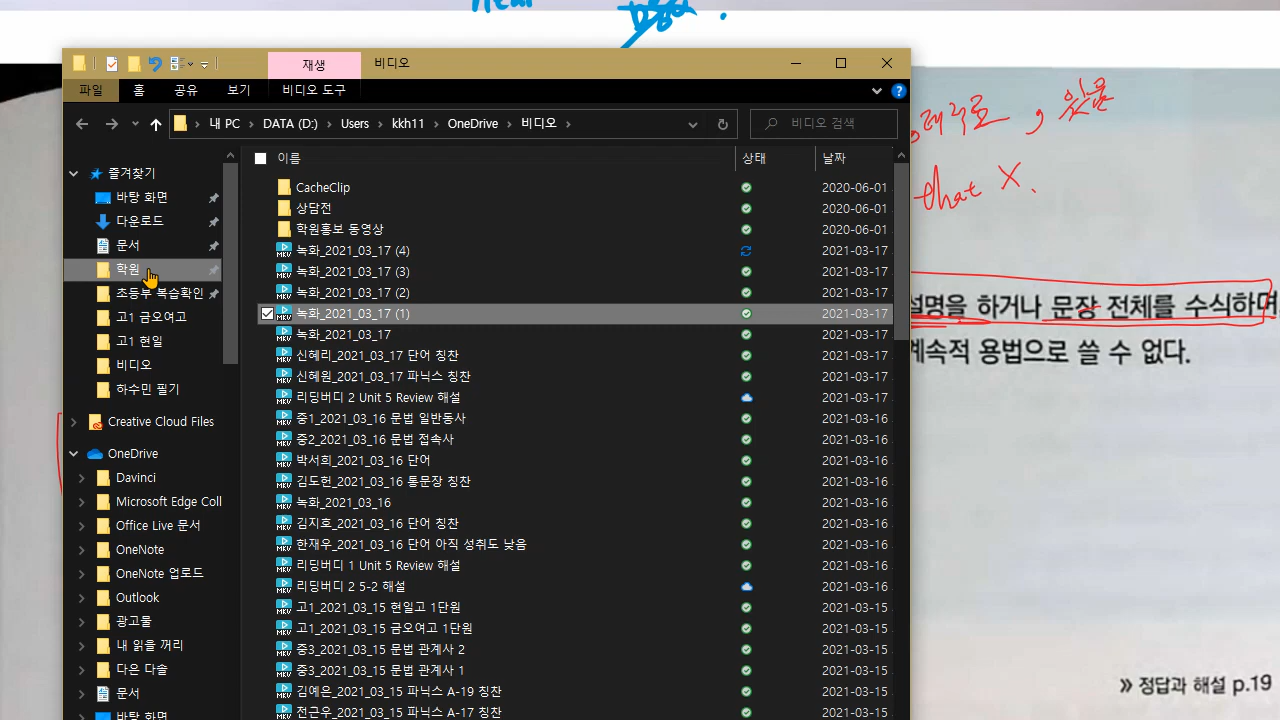 재생
비디오
파일
홈
공유
보기
비디오 도구
내 PC > DATA (D:) > Users > kkh11 > OneDrive > 비디오 >
비디오 검색
즐겨찾기
바탕 화면
다운로드
문서
학원
초등부 복습확인
고1 금오여고
고1 현일
비디오
하수민 필기
Creative Cloud Files
OneDrive
Davinci
Microsoft Edge Coll
Office Live 문서
OneNote
OneNote 업로드
Outlook
광고물
내 읽을 꺼리
다은 다솔
문서
바탕 화면
이름 상태 날짜
CacheClip 2020-06-01
상담전 2020-06-01
학원홍보 동영상 2020-06-01
녹화_2021_03_17 (4) 2021-03-17
녹화_2021_03_17 (3) 2021-03-17
녹화_2021_03_17 (2) 2021-03-17
녹화_2021_03_17 (1) 2021-03-17
녹화_2021_03_17 2021-03-17
신혜리_2021_03_17 단어 칭찬 2021-03-17
신혜원_2021_03_17 파닉스 칭찬 2021-03-17
리딩버디 2 Unit 5 Review 해설 2021-03-17
중1_2021_03_16 문법 일반동사 2021-03-16
중2_2021_03_16 문법 접속사 2021-03-16
박서희_2021_03_16 단어 2021-03-16
김도헌_2021_03_16 통문장 칭찬 2021-03-16
녹화_2021_03_16 2021-03-16
김지호_2021_03_16 단어 칭찬 2021-03-16
한재우_2021_03_16 단어 아직 성취도 낮음 2021-03-16
리딩버디 1 Unit 5 Review 해설 2021-03-16
리딩버디 2 5-2 해설 2021-03-16
고1_2021_03_15 현일고 1단원 2021-03-15
고1_2021_03_15 금오여고 1단원 2021-03-15
중3_2021_03_15 문법 관계사 2 2021-03-15
중3_2021_03_15 문법 관계사 1 2021-03-15
김예은_2021_03_15 파닉스 A-19 칭찬 2021-03-15
전근우_2021_03_15 파닉스 A-17 칭찬 2021-03-15
that X.
설명을 하거나 문장 전체를 수식하며
계속적 용법으로 쓸 수 없다.
» 정답과 해설 p.19